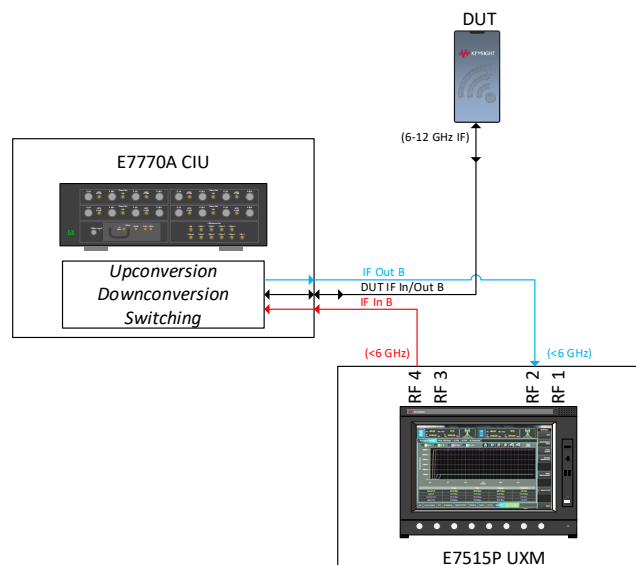 DUT
KEYSIGHT
(6-12 GHz IF)
E7770A CIU
Upconversion
Downconversion
Switching
IF Out B
DUT IF In/Out B
IF In B
(<6 GHz)
(<6 GHz)
RF 4
RF 3
RF 2
RF 1
E7515P UXM